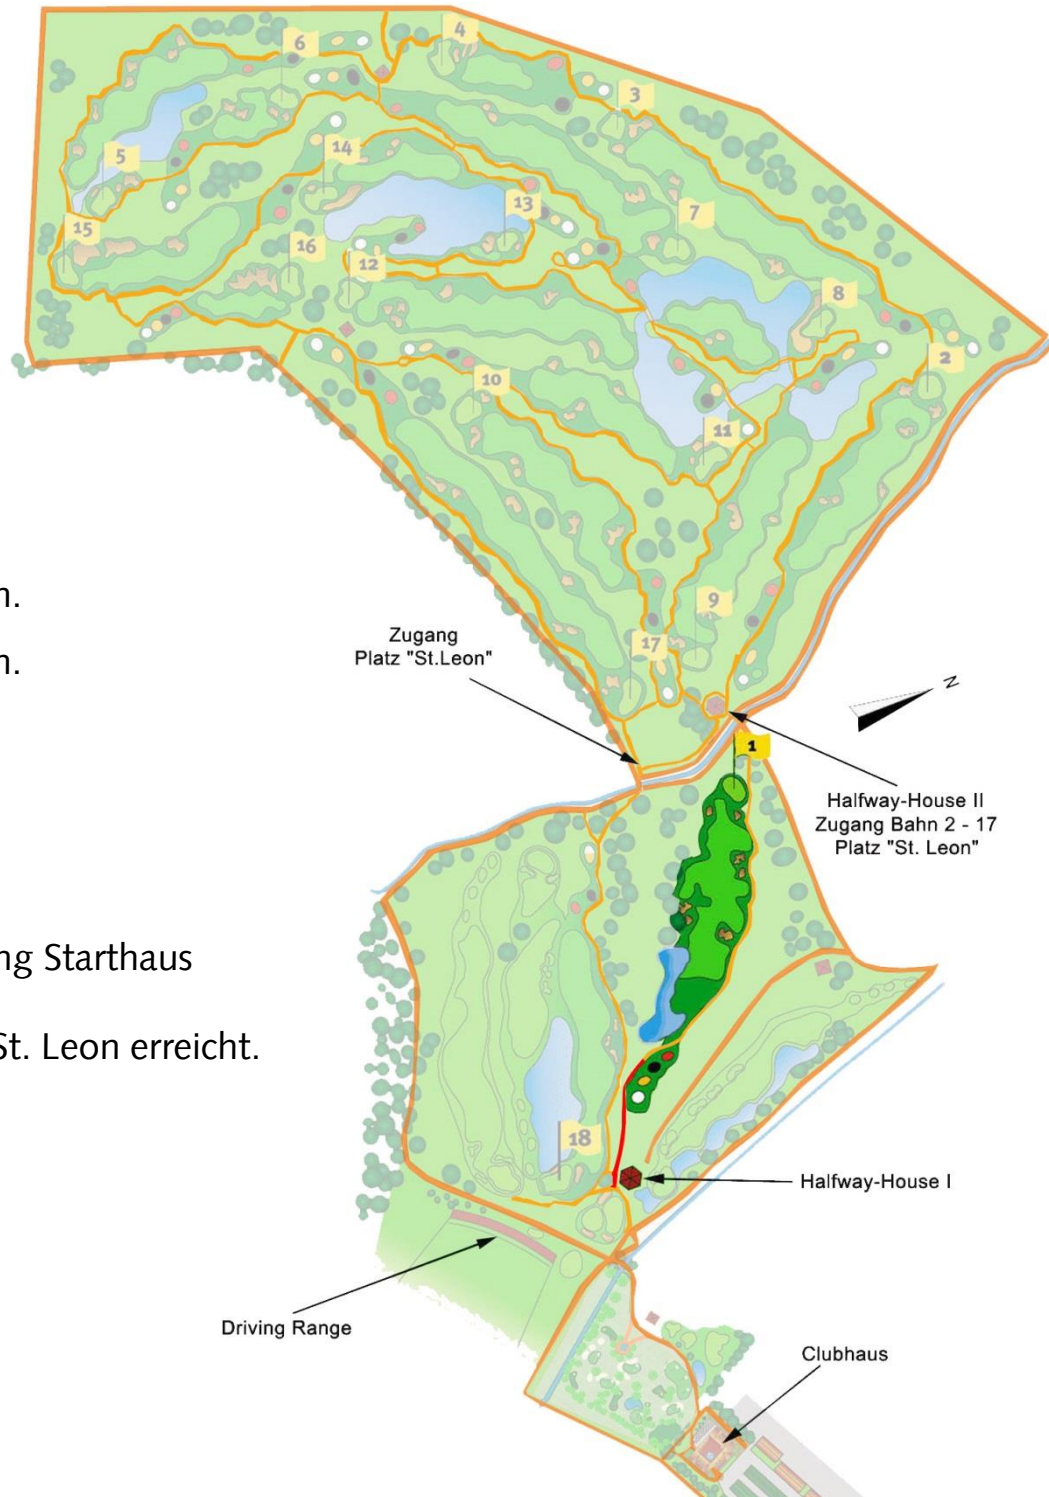 6
4
3
14
5
13
7
15
16
12
8
2
10
11
n.
9
Zugang
Platz "St.Leon"
17
n.
N
1
Halfway-House II
Zugang Bahn 2 - 17
Platz "St. Leon"
ng Starthaus
St. Leon erreicht.
18
Halfway-House I
Driving Range
Clubhaus